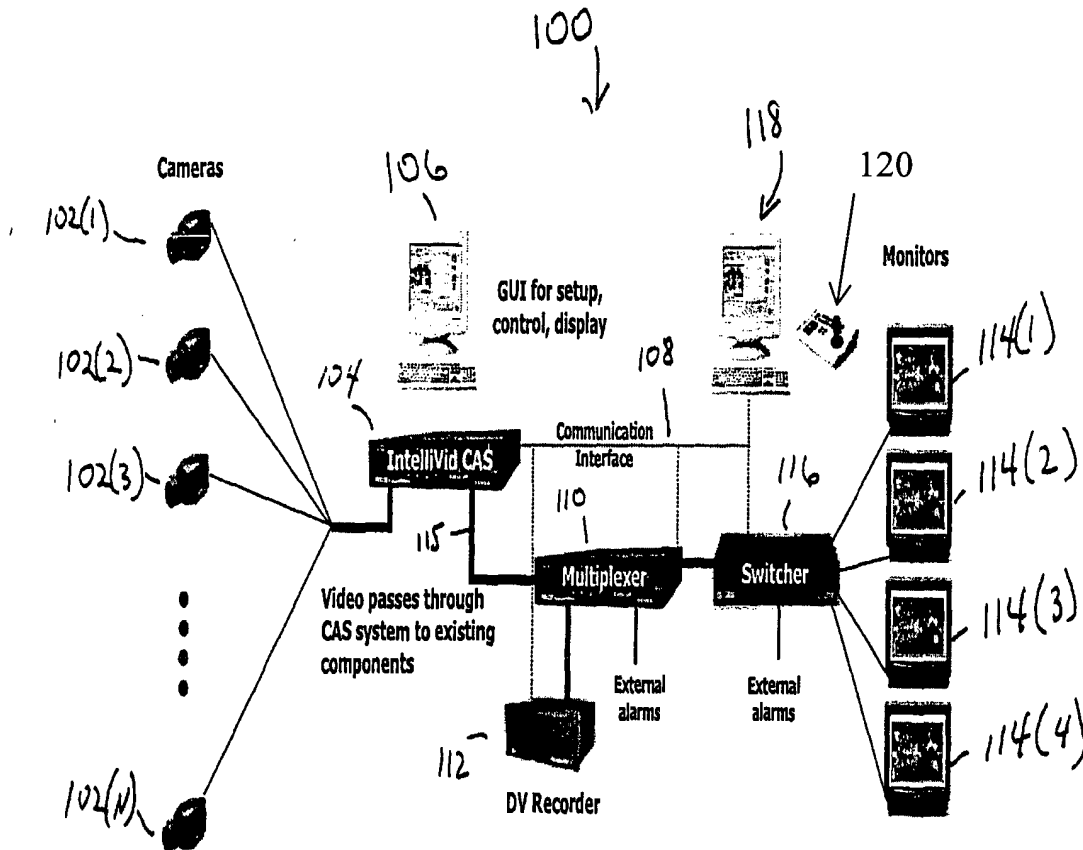 100
118
106
120
Cameras
Monitors
102(1)
GUI for setup,
control, display
114(1)
102(2)
104
108
Communication
Interface
IntelliVid CAS
114(2)
102(3)
110
116
115
Multiplexer
Switcher
Video passes through
CAS system to existing
components
114(3)
External
alarms
External
alarms
112
114(4)
DV Recorder
102(N)